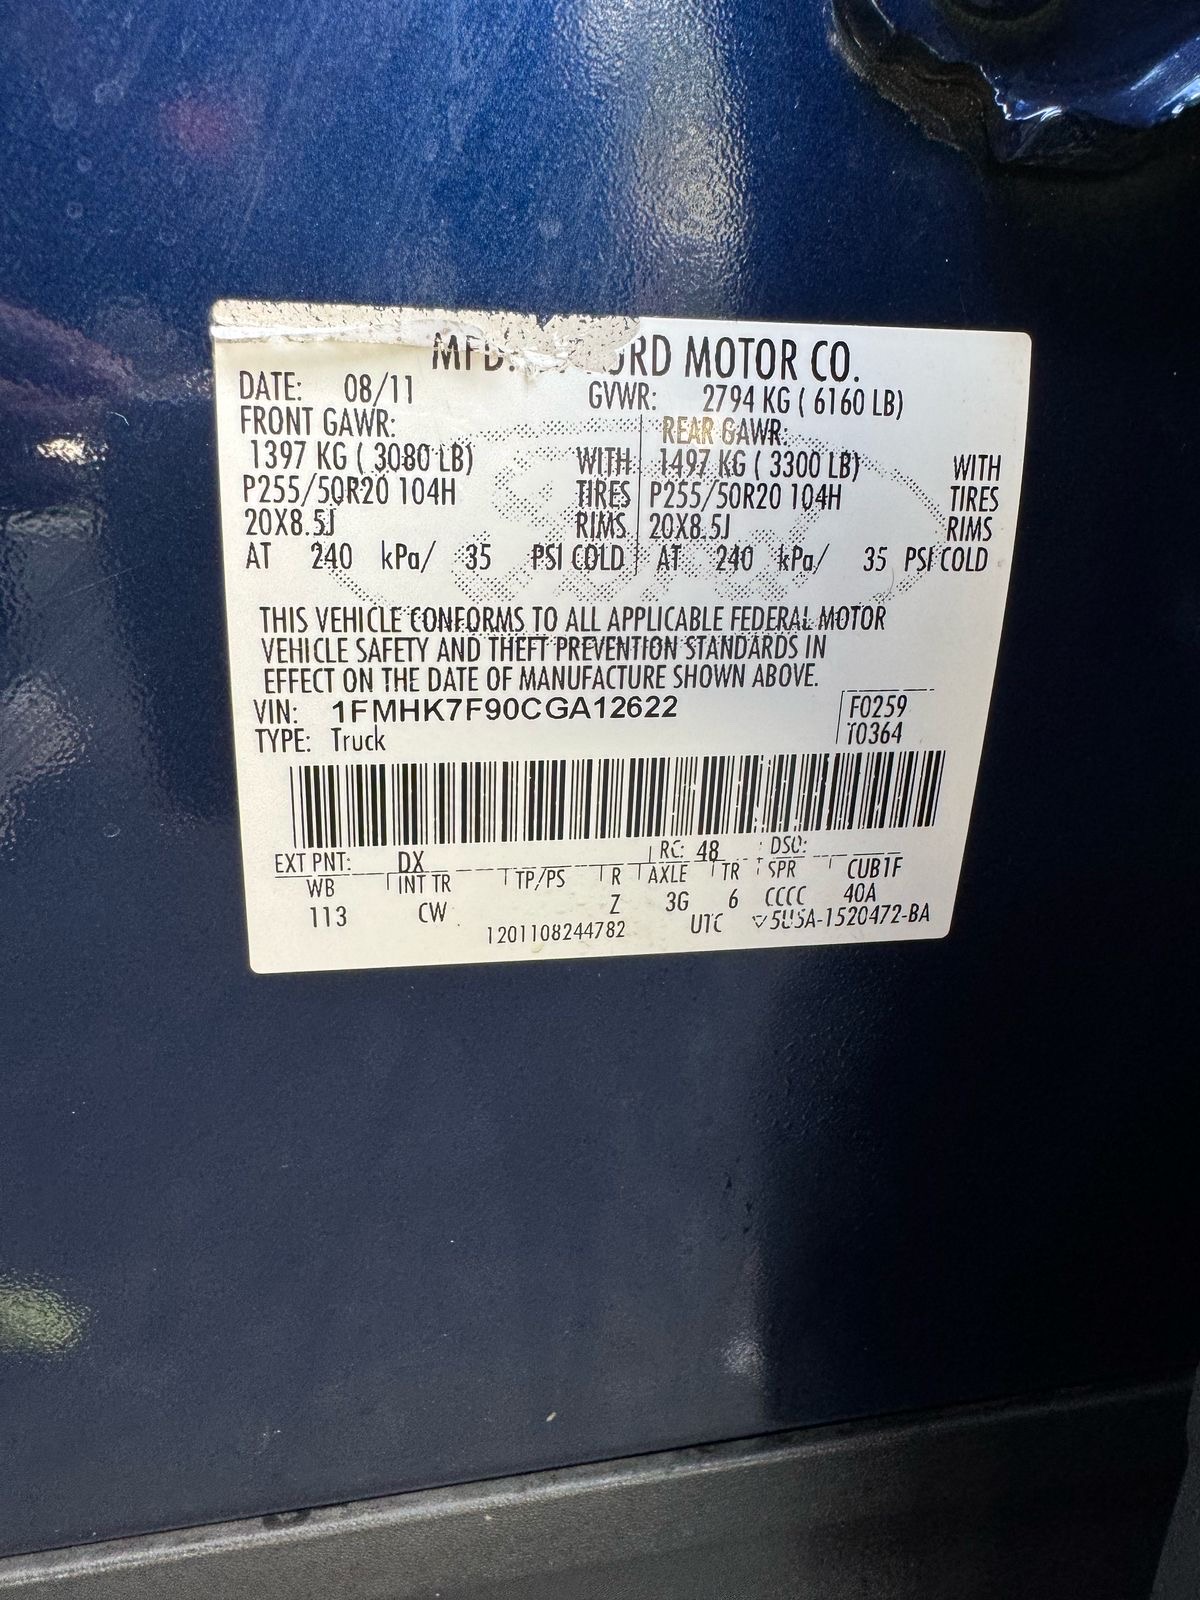 MFD. BY FORD MOTOR CO.
DATE: 08/11 GVWR: 2794 KG ( 6160 LB)
FRONT GAWR: REAR GAWR:
1397 KG ( 3080 LB) WITH 1497 KG ( 3300 LB) WITH
P255/50R20 104H TIRES P255/50R20 104H TIRES
20X8.5J RIMS 20X8.5J RIMS
AT 240 kPa/ 35 PSI COLD AT 240 kPa/ 35 PSI COLD
THIS VEHICLE CONFORMS TO ALL APPLICABLE FEDERAL MOTOR
VEHICLE SAFETY AND THEFT PREVENTION STANDARDS IN
EFFECT ON THE DATE OF MANUFACTURE SHOWN ABOVE.
VIN: 1FMHK7F90CGA12622 F0259
TYPE: Truck T0364
EXT PNT: DX RC: 48 DSO:
WB INT TR TP/PS R AXLE TR SPR CUB1F
113 CW Z 3G 6 CCCC 40A
1201108244782 UTC ▽5U5A-1520472-BA